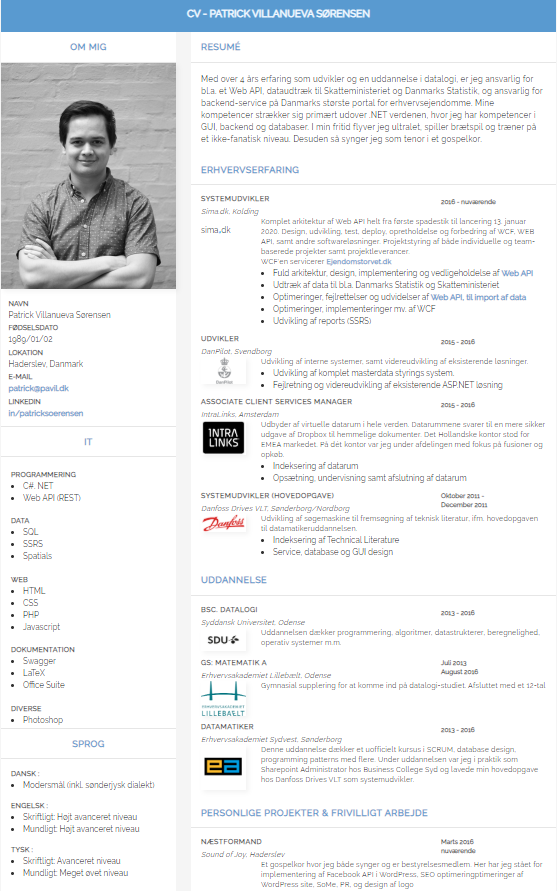 CV - PATRICK VILLANUEVA SØRENSEN
OM MIG
NAVN
Patrick Villanueva Sørensen
FØDSELSDATO
1989/01/02
LOKATION
Haderslev, Danmark
E-MAIL
patrick@pavil.dk
LINKEDIN
in/patricksoerensen
IT
PROGRAMMERING
• C#, .NET
• Web API (REST)
DATA
• SQL
• SSRS
• Spatials
WEB
• HTML
• CSS
• PHP
• Javascript
DOKUMENTATION
• Swagger
• LaTeX
• Office Suite
DIVERSE
• Photoshop
SPROG
DANSK :
• Modersmål (inkl. sønderjysk dialekt)
ENGELSK :
• Skriftligt: Højt avanceret niveau
• Mundligt: Højt avanceret niveau
TYSK :
• Skriftligt: Avanceret niveau
• Mundligt: Meget øvet niveau
RESUMÉ
Med over 4 års erfaring som udvikler og en uddannelse i datalogi, er jeg ansvarlig for
bl.a. et Web API, dataudtræk til Skatteministeriet og Danmarks Statistik, og ansvarlig for
backend-service på Danmarks største portal for erhvervsejendomme. Mine
kompetencer strækker sig primært udover .NET verdenen, hvor jeg har kompetencer i
GUI, backend og databaser. I min fritid flyver jeg ultralet, spiller brætspil og træner på
et ikke-fanatisk niveau. Desuden så synger jeg som tenor i et gospelkor.
ERHVERVSERFARING
SYSTEMUDVIKLER
2016 - nuværende
Sima.dk, Kolding
sima.dk
Komplet arkitektur af Web API helt fra første spadestik til lancering 13. januar
2020. Design, udvikling, test, deploy, opretholdelse og forbedring af WCF, WEB
API, samt andre softwareløsninger. Projektstyring af både individuelle og team-
baserede projekter samt projektleverancer.
WCF'en servicerer Ejendomstorvet.dk
• Fuld arkitektur, design, implementering og vedligeholdelse af Web API
• Udtræk af data til bl.a. Danmarks Statistik og Skatteministeriet
• Optimeringer, fejlrettelser og udvidelser af Web API, til import af data
• Optimeringer, implementeringer mv. af WCF
• Udvikling af reports (SSRS)
UDVIKLER
2015 - 2016
DanPilot, Svendborg
DanPilot
Udvikling af interne systemer, samt videreudvikling af eksisterende løsninger.
• Udvikling af komplet masterdata styrings system.
• Fejlretning og videreudvikling af eksisterende ASP.NET løsning
ASSOCIATE CLIENT SERVICES MANAGER
2015 - 2016
IntraLinks, Amsterdam
INTRA
LINKS
Udbyder af virtuelle datarum i hele verden. Datarummene svarer til en mere sikker
udgave af Dropbox til hemmelige dokumenter. Det Hollandske kontor stod for
EMEA markedet. På det kontor var jeg under afdelingen med fokus på fusioner og
opkøb.
• Indeksering af datarum
• Opsætning, undervisning samt afslutning af datarum
SYSTEMUDVIKLER (HOVEDOPGAVE)
Oktober 2011 -
December 2011
Danfoss Drives VLT, Sønderborg/Nordborg
Danfoss
Udvikling af søgemaskine til fremsøgning af teknisk literatur, ifm. hovedopgaven
til datamatikeruddannelsen.
• Indeksering af Technical Literature
• Service, database og GUI design
UDDANNELSE
BSC. DATALOGI
2013 - 2016
Syddansk Universitet, Odense
SDU
Uddannelsen dækker programmering, algoritmer, datastrukturer, beregnelighed,
operativ systemer m.m.
GS: MATEMATIK A
Juli 2013
August 2016
Erhvervsakademiet Lillebælt, Odense
ERHVERVSAKADEMIET
LILLEBÆLT
Gymnasial supplering for at komme ind på datalogi-studiet. Afsluttet med et 12-tal
DATAMATIKER
2013 - 2016
Erhvervsakademiet Sydvest, Sønderborg
ea
Denne uddannelse dækker et uofficielt kursus i SCRUM, database design,
programming patterns med flere. Under uddannelsen var jeg i praktik som
Sharepoint Administrator hos Business College Syd og lavede min hovedopgave
hos Danfoss Drives VLT som systemudvikler.
PERSONLIGE PROJEKTER & FRIVILLIGT ARBEJDE
NÆSTFORMAND
Marts 2016
nuværende
Sound of Joy, Haderslev
Et gospelkor hvor jeg både synger og er bestyrelsesmedlem. Her har jeg stået for
implementering af Facebook API i WordPress, SEO optimeringoptimeringer af
WordPress site, SoMe, PR, og design af logo